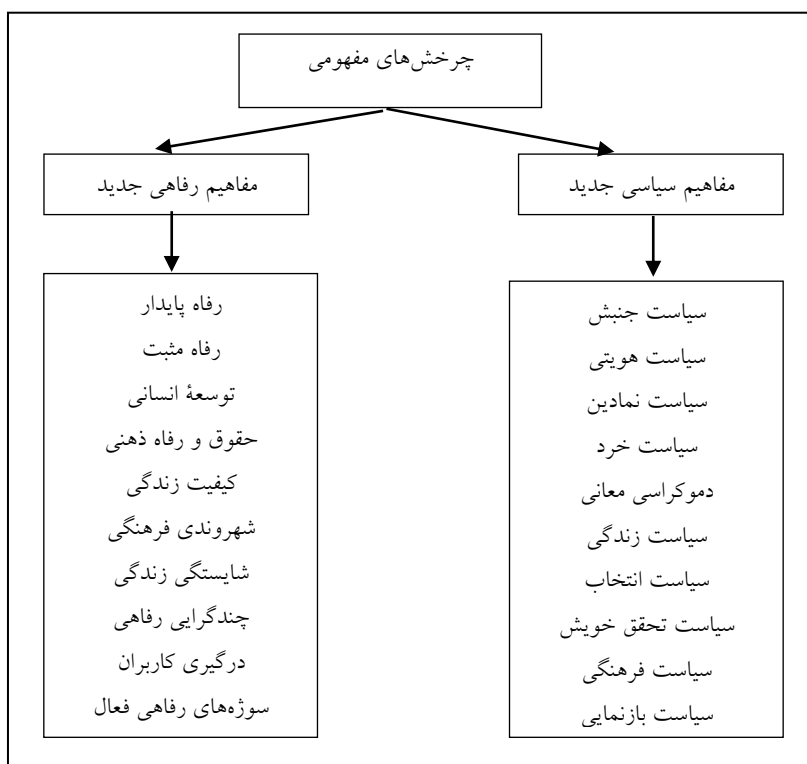 چرخش‌های مفهومی
مفاهیم سیاسی جدید
مفاهیم رفاهی جدید
سیاست جنبش
سیاست هویتی
سیاست نمادین
سیاست خرد
دموکراسی معانی
سیاست زندگی
سیاست انتخاب
سیاست تحقق خویش
سیاست فرهنگی
سیاست بازنمایی
رفاه پایدار
رفاه مثبت
توسعهٔ انسانی
حقوق و رفاه ذهنی
کیفیت زندگی
شهروندی فرهنگی
شایستگی زندگی
چندگرایی رفاهی
درگیری کاربران
سوژه‌های رفاهی فعال